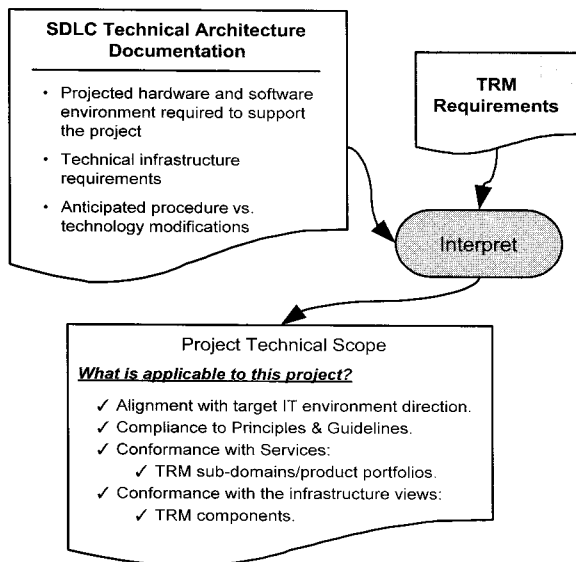 SDLC Technical Architecture
Documentation
• Projected hardware and software
environment required to support
the project
• Technical infrastructure
requirements
• Anticipated procedure vs.
technology modifications
TRM
Requirements
Interpret
Project Technical Scope
What is applicable to this project?
✓ Alignment with target IT environment direction.
✓ Compliance to Principles & Guidelines.
✓ Conformance with Services:
✓ TRM sub-domains/product portfolios.
✓ Conformance with the infrastructure views:
✓ TRM components.